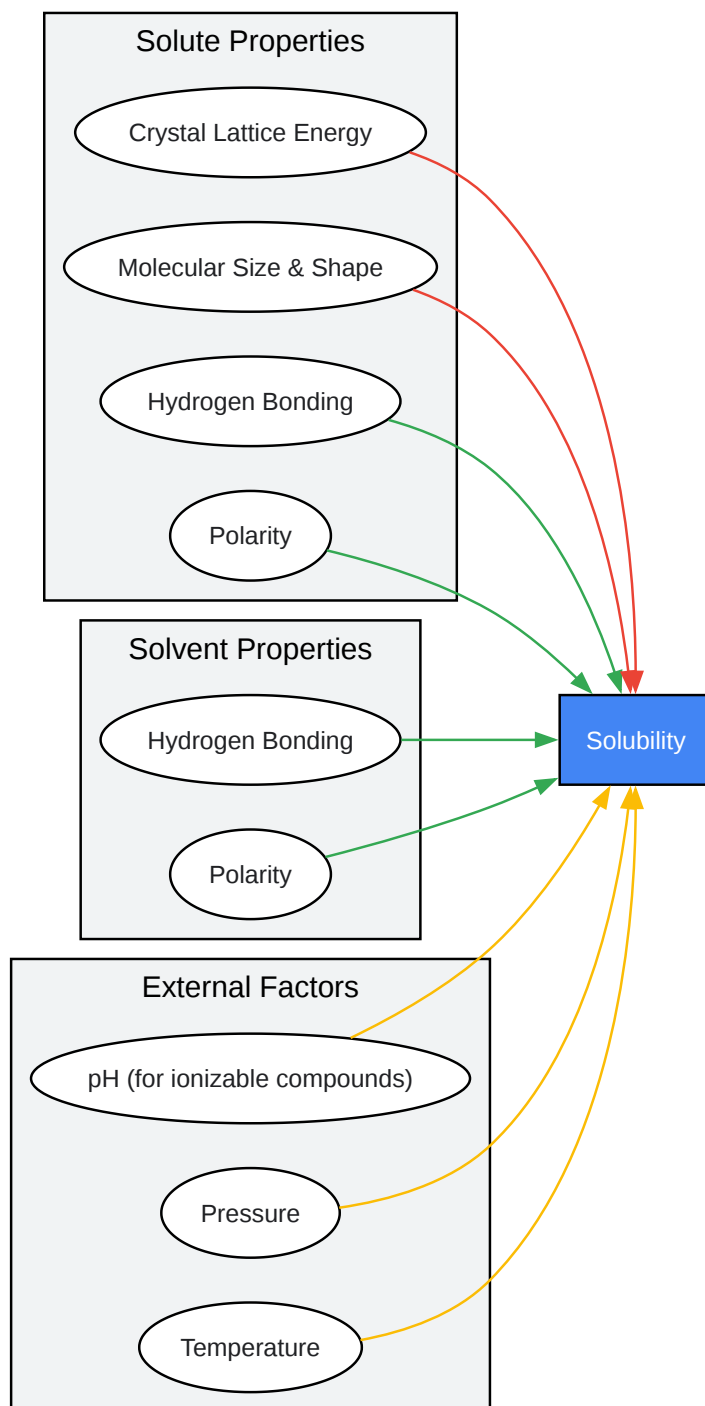 Solute Properties
Crystal Lattice Energy
Molecular Size & Shape
Hydrogen Bonding
Polarity
Solvent Properties
Hydrogen Bonding
Polarity
Solubility
External Factors
pH (for ionizable compounds)
Pressure
Temperature